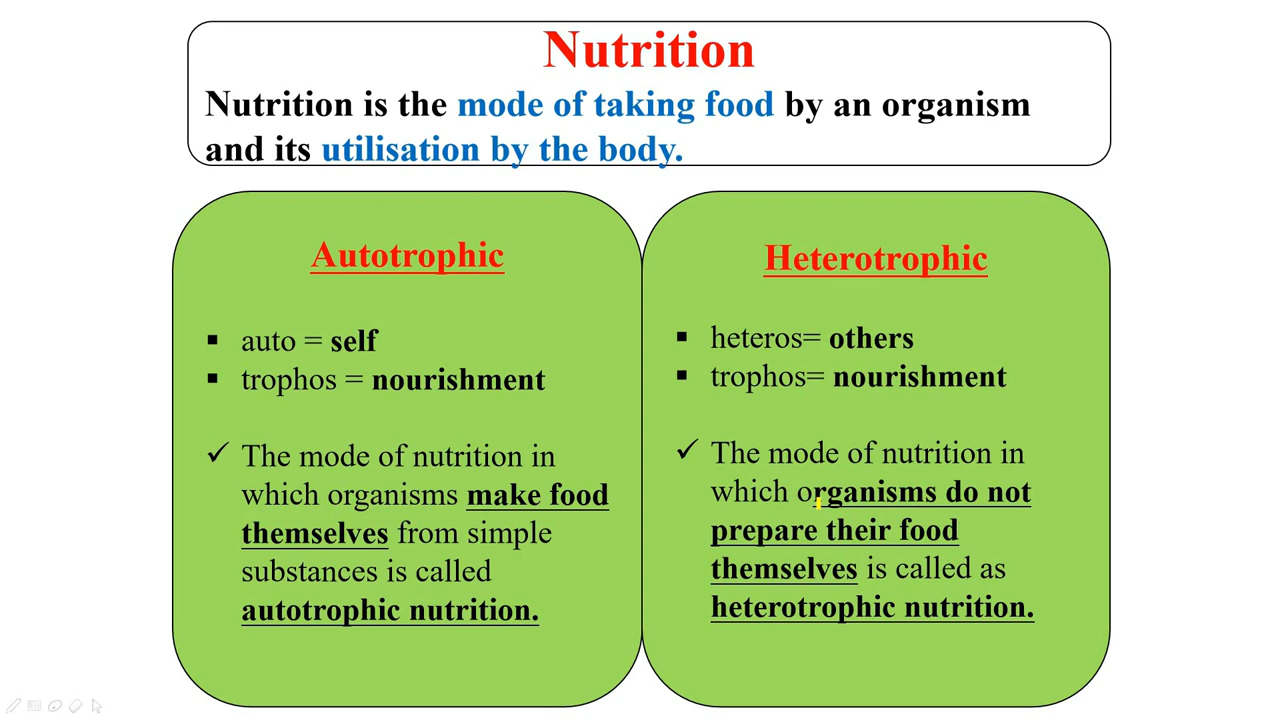 Nutrition
Nutrition is the mode of taking food by an organism
and its utilisation by the body.
Autotrophic
▪ auto = self
▪ trophos = nourishment
✓ The mode of nutrition in
which organisms make food
themselves from simple
substances is called
autotrophic nutrition.
Heterotrophic
▪ heteros= others
▪ trophos= nourishment
✓ The mode of nutrition in
which organisms do not
prepare their food
themselves is called as
heterotrophic nutrition.